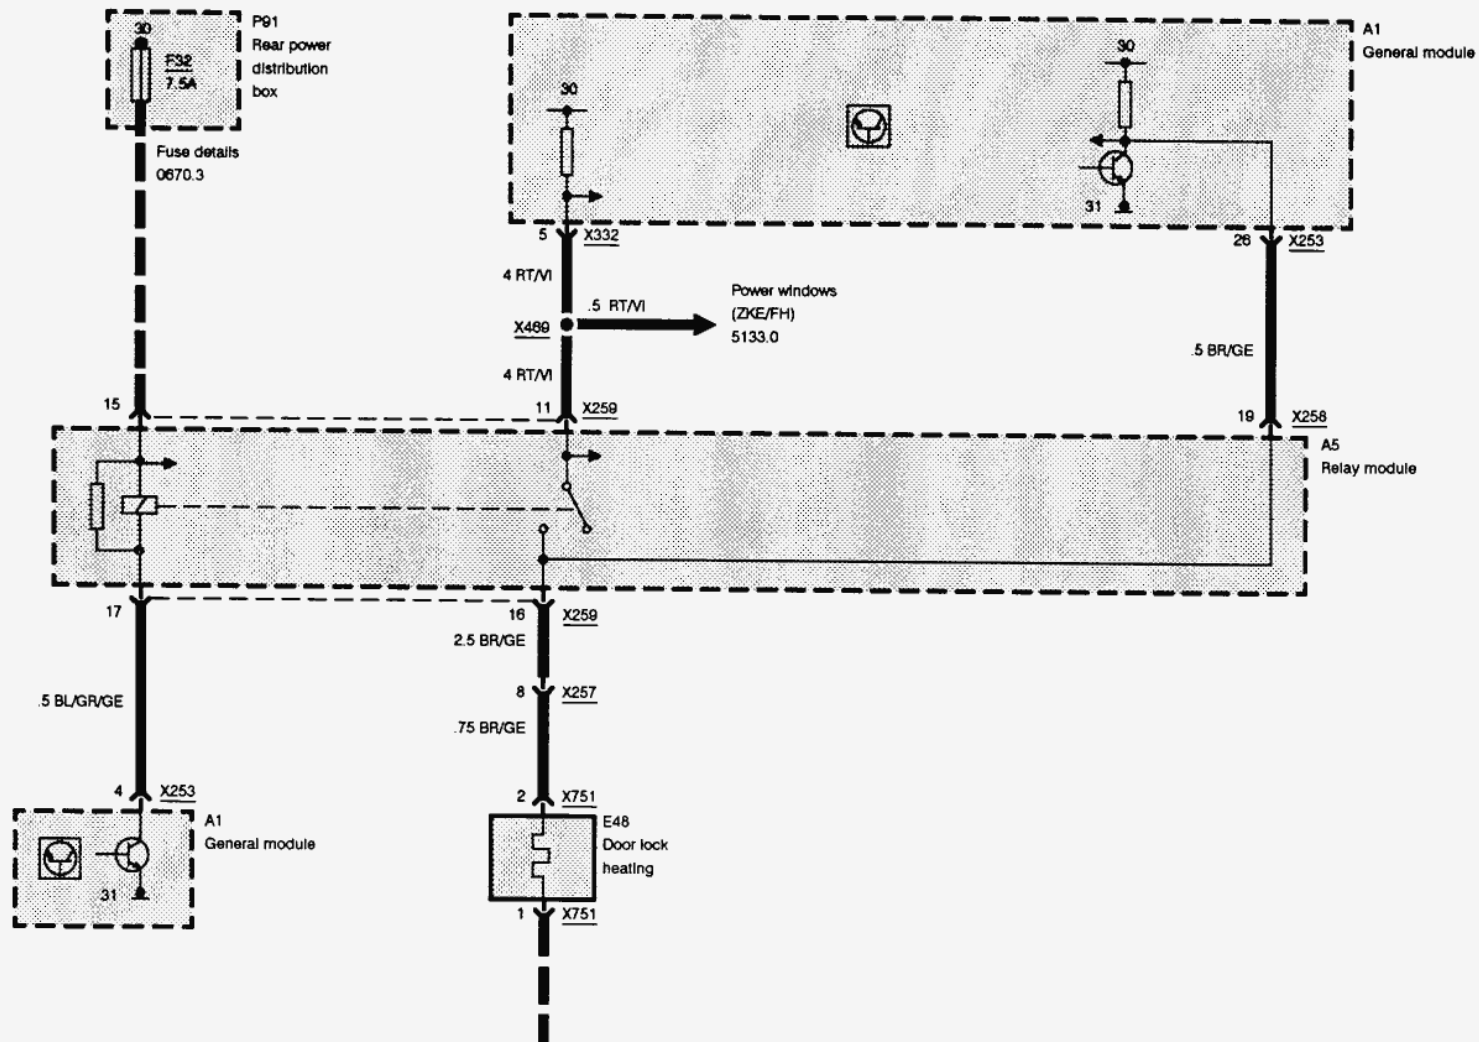 30
F32
7.5A
P91
Rear power
distribution
box
Fuse details
0670.3
A1
General module
30
30
31
5 X332
26 X253
4 RT/VI
.5 RT/VI
Power windows
(ZKE/FH)
5133.0
X469
.5 BR/GE
4 RT/VI
15
11 X259
19 X258
A5
Relay module
17
16 X259
2.5 BR/GE
8 X257
.5 BL/GR/GE
.75 BR/GE
4 X253
2 X751
A1
General module
31
E48
Door lock
heating
1 X751